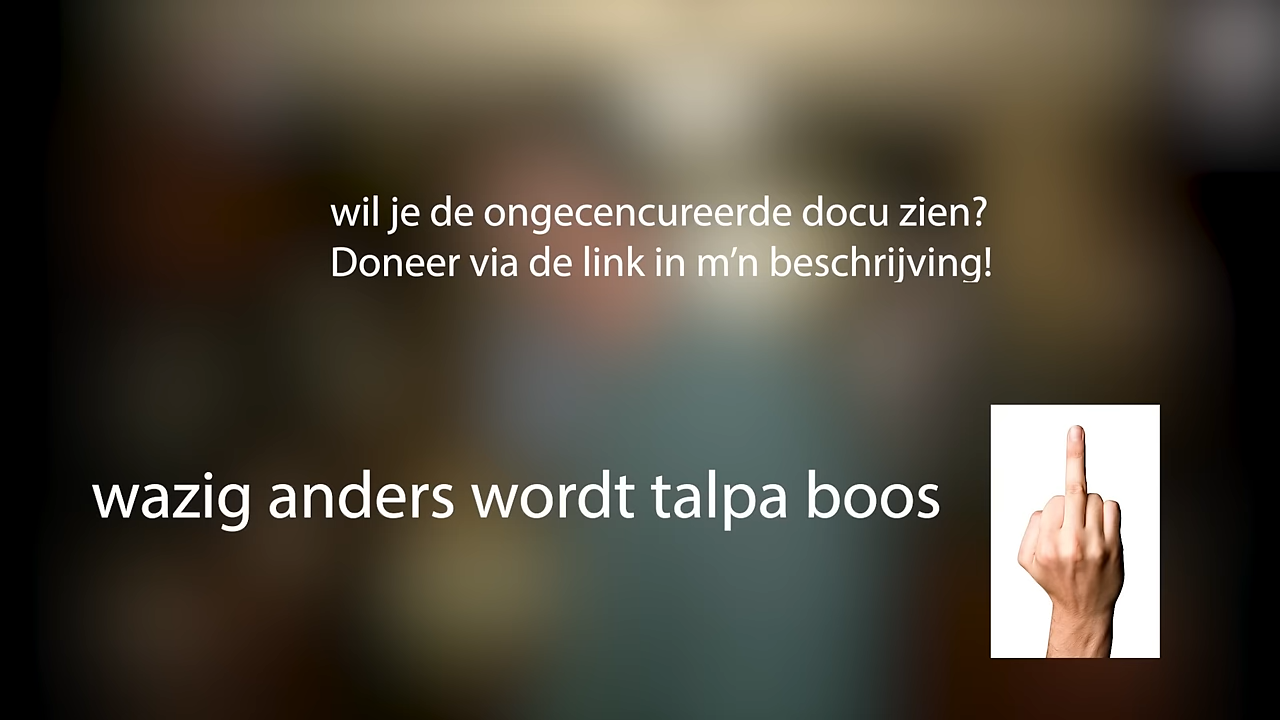 wil je de ongecencureerde docu zien?
Doneer via de link in m’n beschrijving!
wazig anders wordt talpa boos